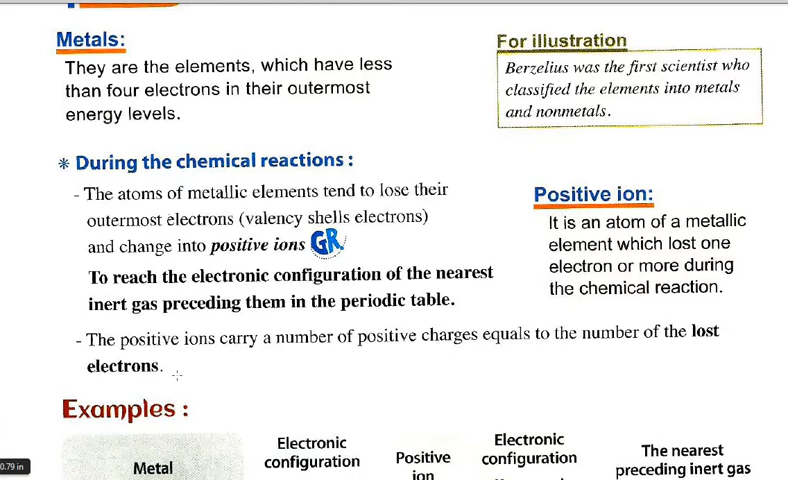 Metals:
They are the elements, which have less
than four electrons in their outermost
energy levels.
For illustration
Berzelius was the first scientist who
classified the elements into metals
and nonmetals.
* During the chemical reactions :
- The atoms of metallic elements tend to lose their
outermost electrons (valency shells electrons)
and change into positive ions GR.
To reach the electronic configuration of the nearest
inert gas preceding them in the periodic table.
Positive ion:
It is an atom of a metallic
element which lost one
electron or more during
the chemical reaction.
- The positive ions carry a number of positive charges equals to the number of the lost
electrons.
Examples :
Metal
Electronic
configuration
Positive
ion
Electronic
configuration
The nearest
preceding inert gas
0.79 in